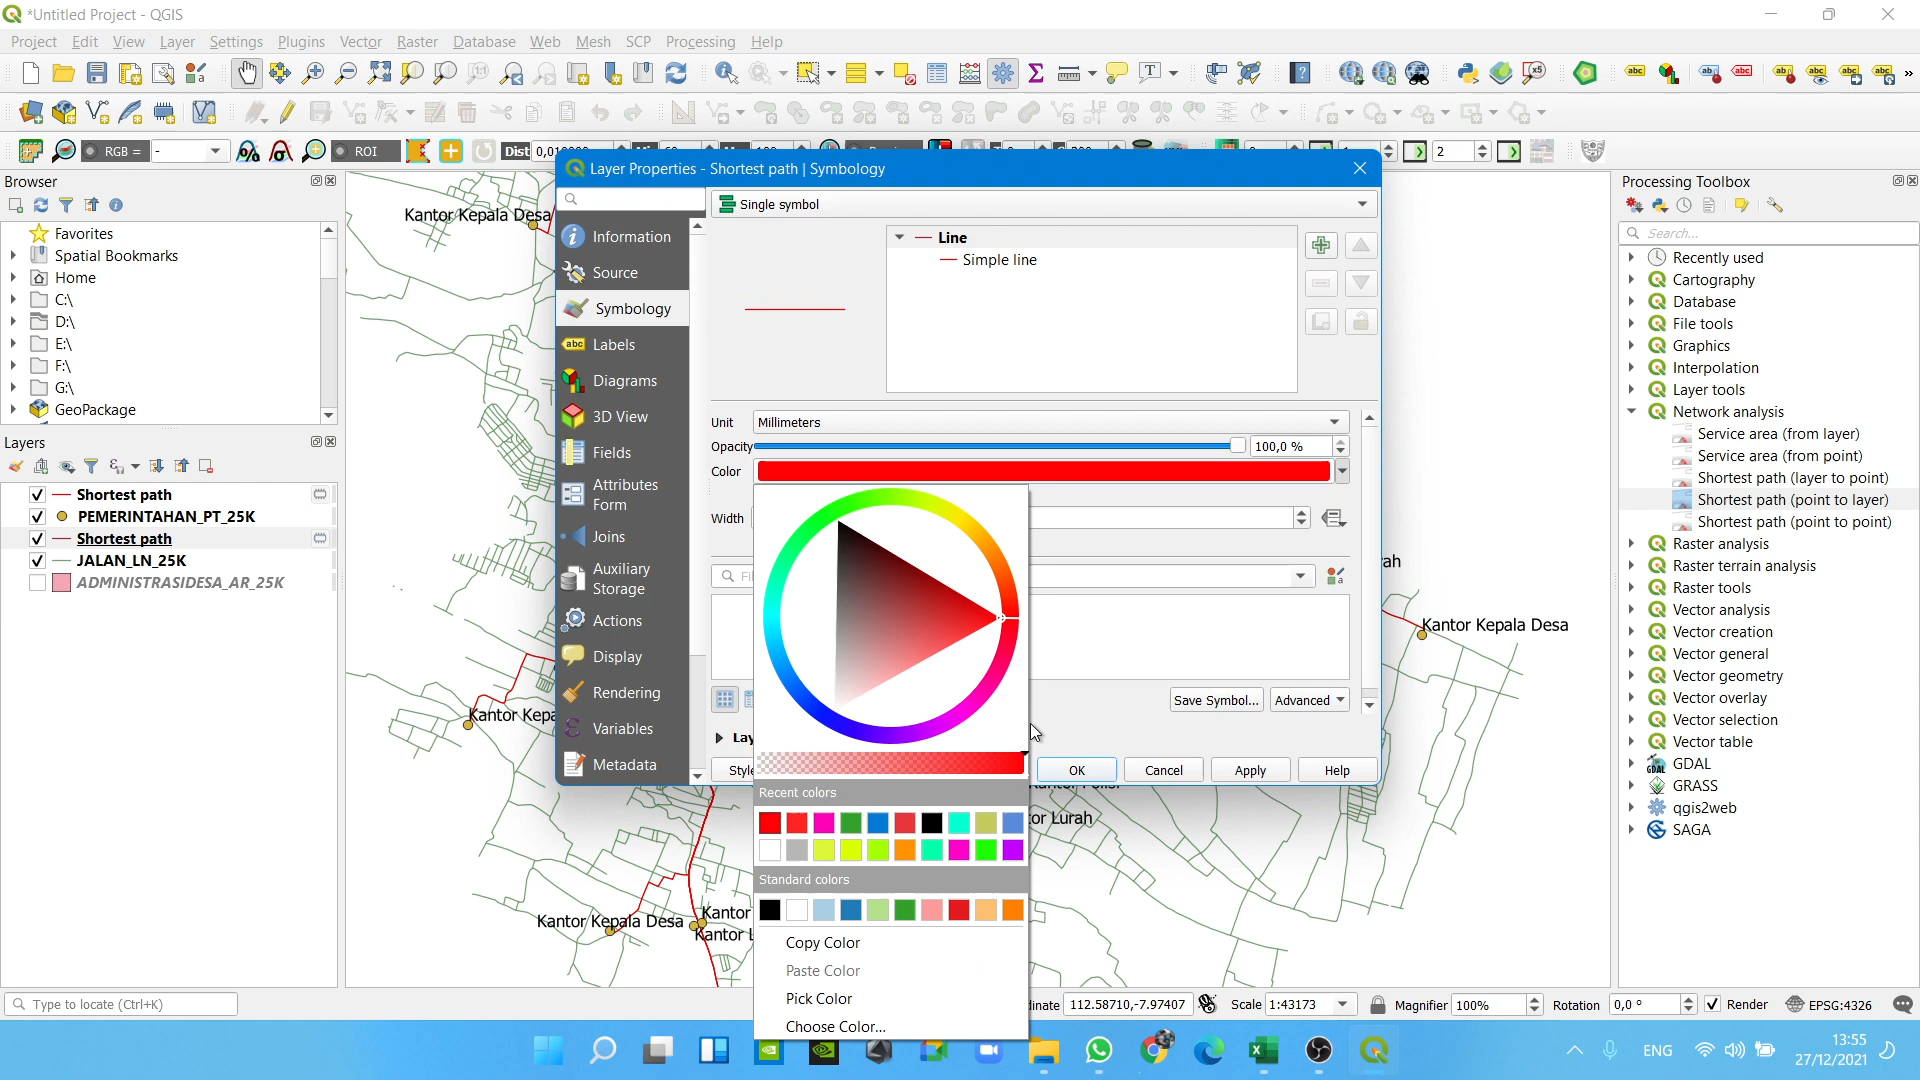 *Untitled Project - QGIS
Project Edit View Layer Settings Plugins Vector Raster Database Web Mesh SCP Processing Help
RGB = - ROI Dist 2
Browser
Favorites
Spatial Bookmarks
Home
C:\
D:\
E:\
F:\
G:\
GeoPackage
Layers
Shortest path
PEMERINTAHAN_PT_25K
Shortest path
JALAN_LN_25K
ADMINISTRASIDESA_AR_25K
Type to locate (Ctrl+K)
Kantor Kepala Desa
Kantor Kepa
Kantor Kepala Desa
Kantor
Kantor L
Kantor Kepala Desa
or Lurah
Layer Properties - Shortest path | Symbology
Information
Source
Symbology
Labels
Diagrams
3D View
Fields
Attributes
Form
Joins
Auxiliary
Storage
Actions
Display
Rendering
Variables
Metadata
Single symbol
Line
Simple line
Unit Millimeters
Opacity 100,0 %
Color
Width
Save Symbol... Advanced
Lay
Style
OK Cancel Apply Help
Recent colors
Standard colors
Copy Color
Paste Color
Pick Color
Choose Color...
Processing Toolbox
Search...
Recently used
Cartography
Database
File tools
Graphics
Interpolation
Layer tools
Network analysis
Service area (from layer)
Service area (from point)
Shortest path (layer to point)
Shortest path (point to layer)
Shortest path (point to point)
Raster analysis
Raster terrain analysis
Raster tools
Vector analysis
Vector creation
Vector general
Vector geometry
Vector overlay
Vector selection
Vector table
GDAL
GRASS
qgis2web
SAGA
dinate 112.58710,-7.97407 Scale 1:43173 Magnifier 100% Rotation 0,0 ° Render EPSG:4326
ENG 13:55
27/12/2021